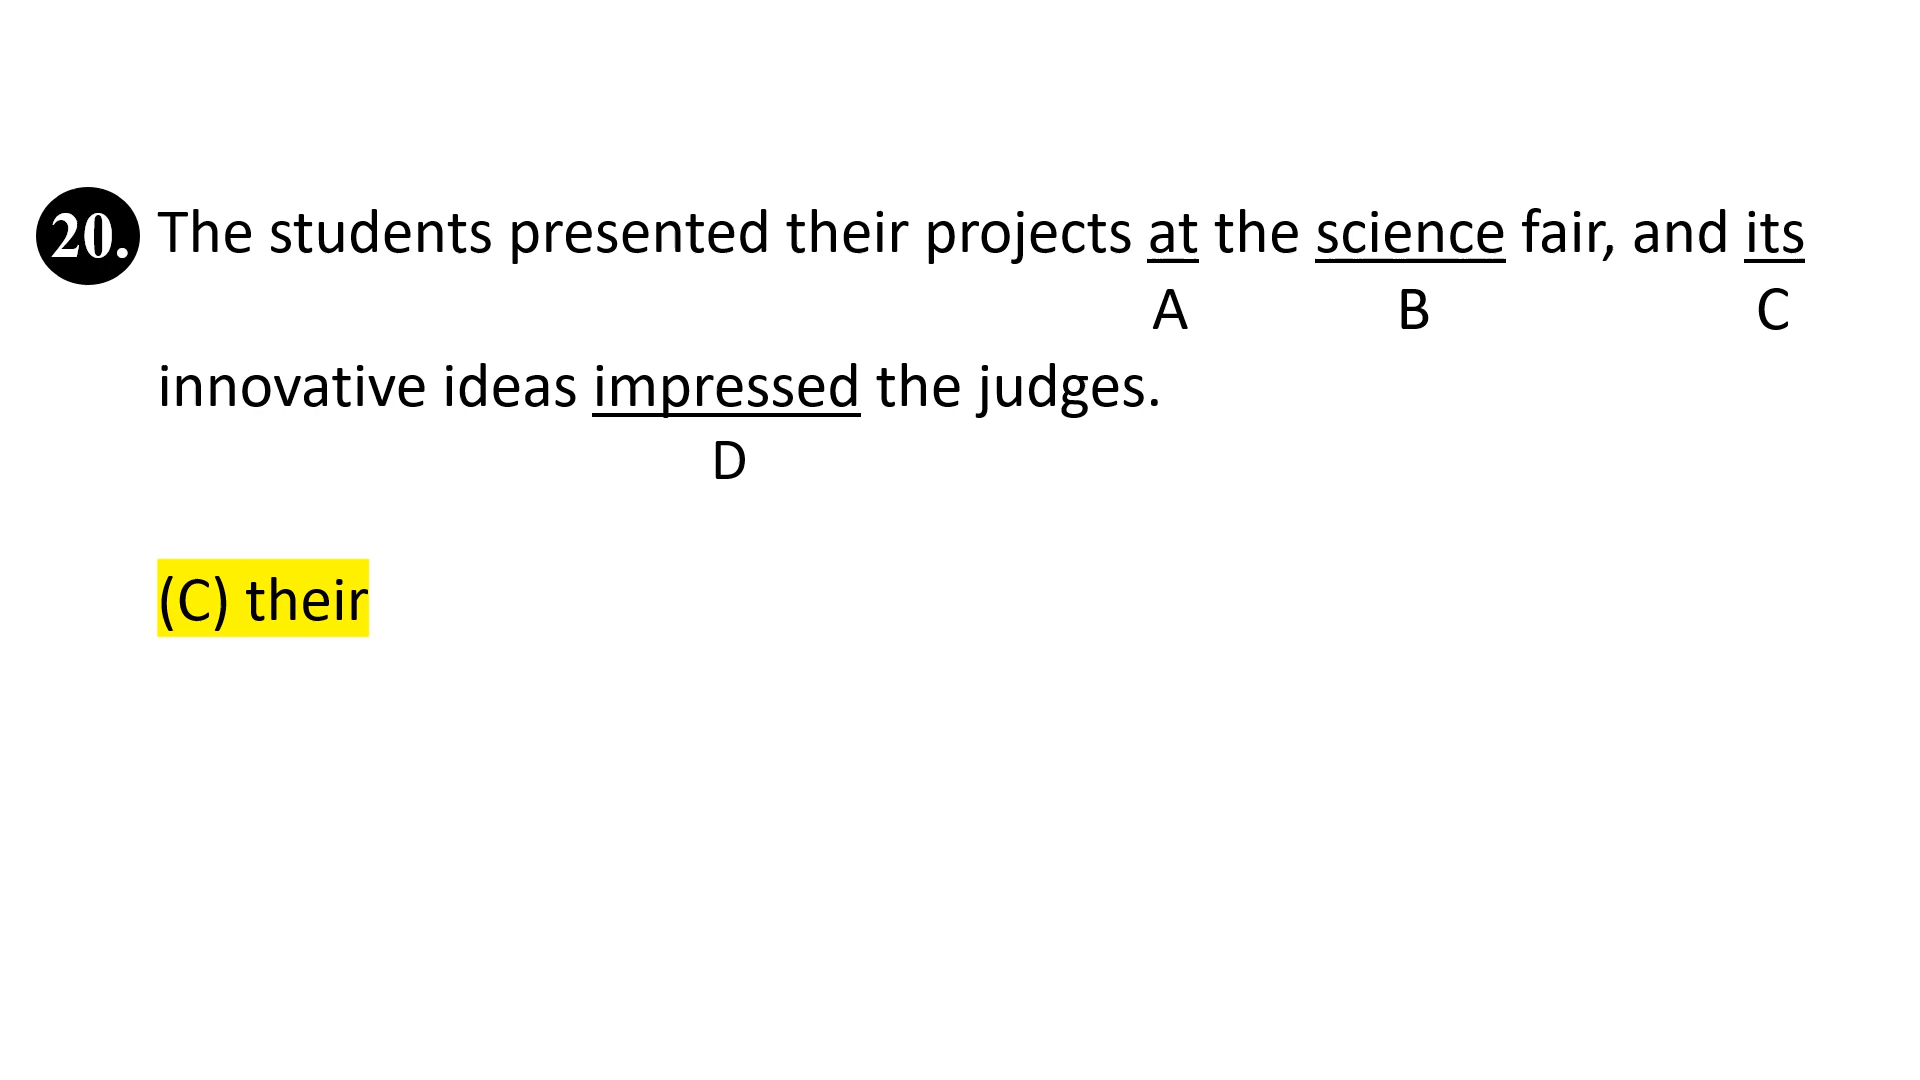 20. The students presented their projects at the science fair, and its
A B C
innovative ideas impressed the judges.
D
(C) their